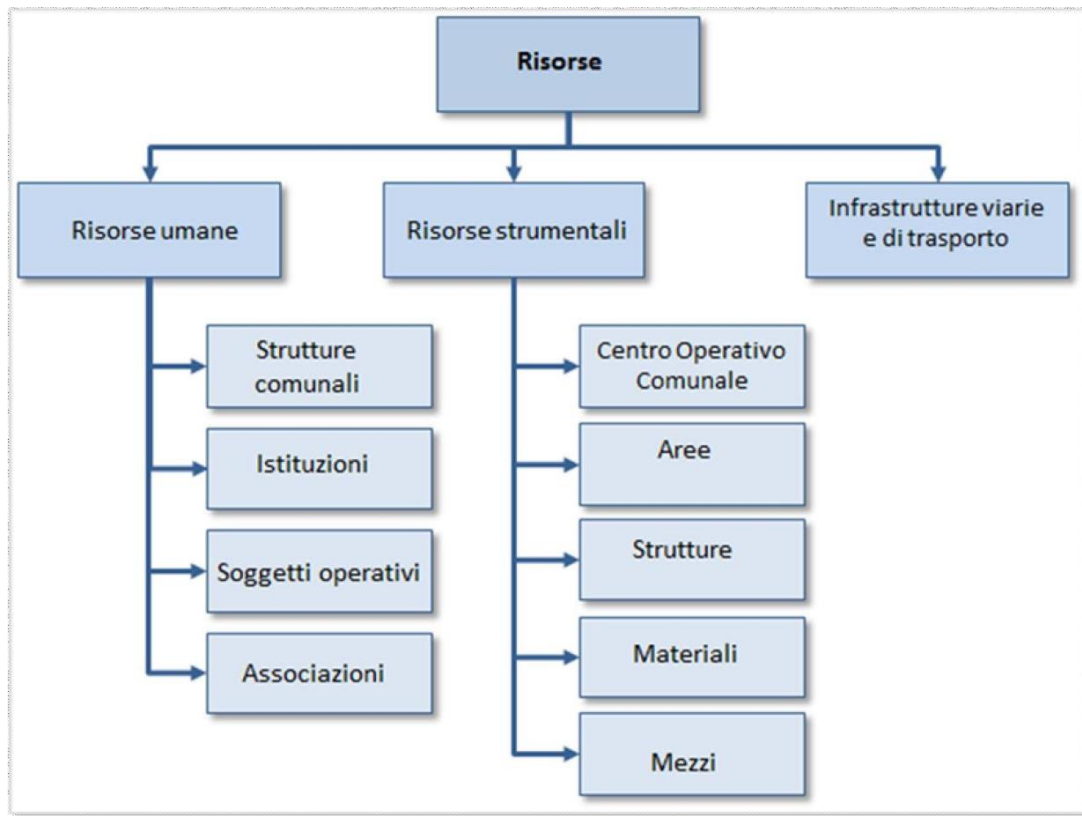 Risorse
Risorse umane
Risorse strumentali
Infrastrutture viarie
e di trasporto
Strutture
comunali
Istituzioni
Soggetti operativi
Associazioni
Centro Operativo
Comunale
Aree
Strutture
Materiali
Mezzi